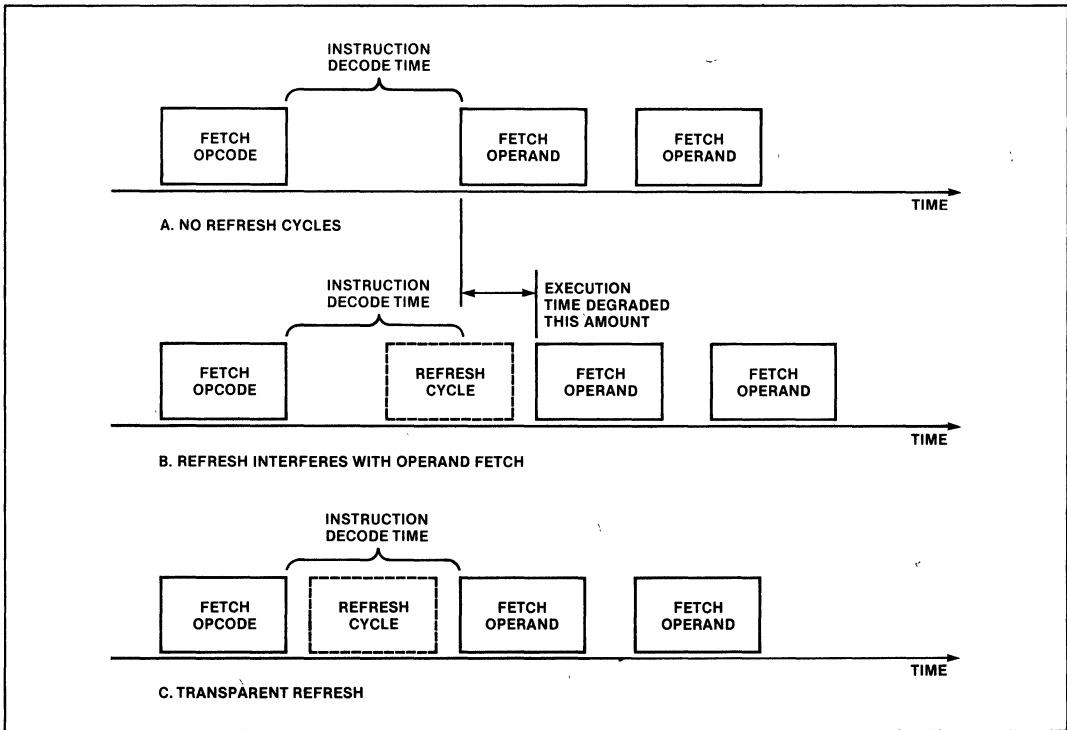 INSTRUCTION
DECODE TIME
FETCH
OPCODE
FETCH
OPERAND
FETCH
OPERAND
TIME
A. NO REFRESH CYCLES
INSTRUCTION
DECODE TIME
EXECUTION
TIME DEGRADED
THIS AMOUNT
FETCH
OPCODE
REFRESH
CYCLE
FETCH
OPERAND
FETCH
OPERAND
TIME
B. REFRESH INTERFERES WITH OPERAND FETCH
INSTRUCTION
DECODE TIME
FETCH
OPCODE
REFRESH
CYCLE
FETCH
OPERAND
FETCH
OPERAND
TIME
C. TRANSPARENT REFRESH